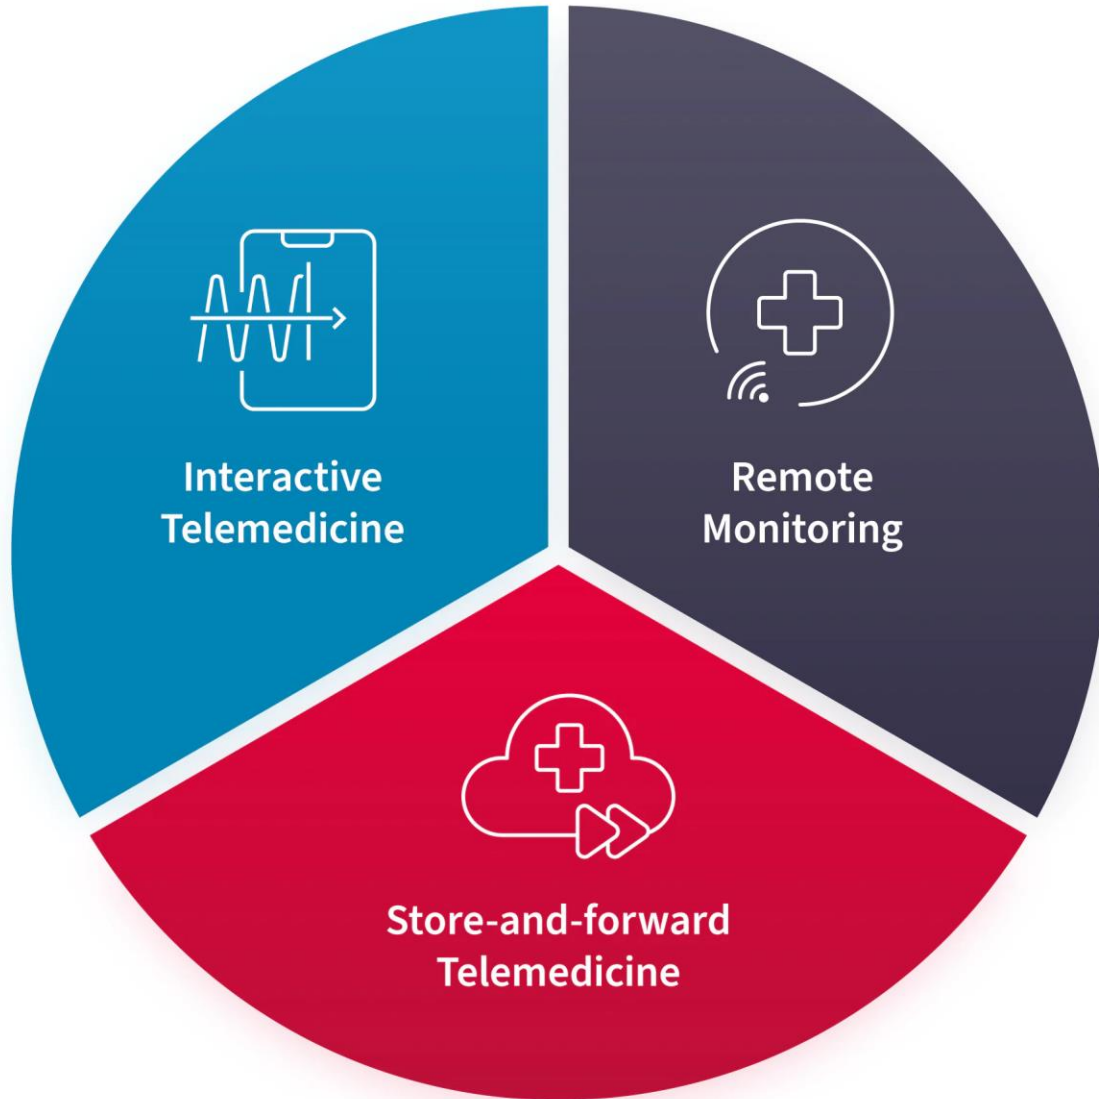 Interactive
Telemedicine
Remote
Monitoring
Store-and-forward
Telemedicine